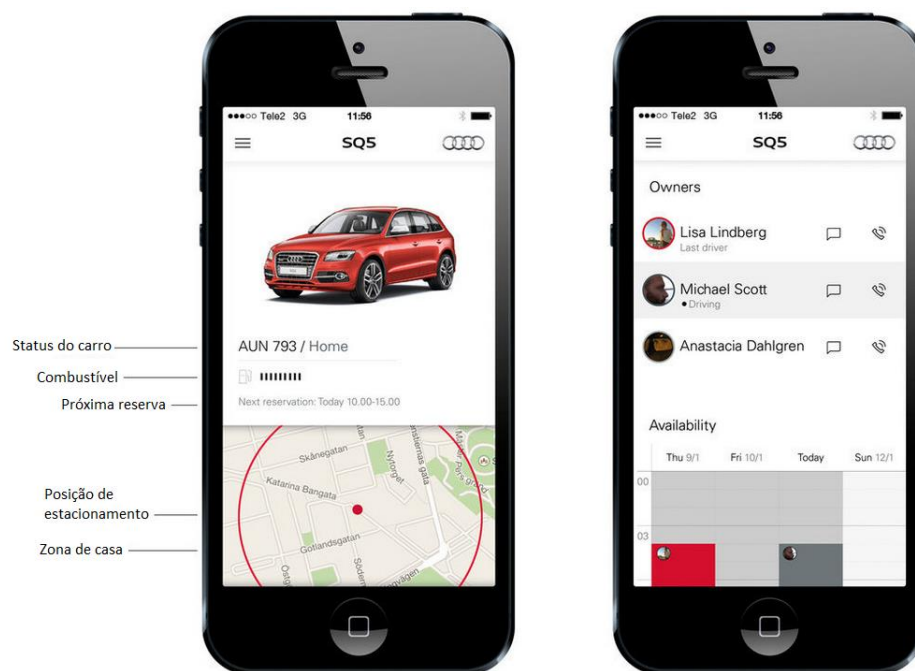 Tele2 3G 11:56
SQ5
AUN 793 / Home
Next reservation: Today 10.00-15.00
Skånegatan
Nytorget
Katarina Bangata
Gotlandsgatan
Status do carro
Combustível
Próxima reserva
Posição de
estacionamento
Zona de casa
Tele2 3G 11:56
SQ5
Owners
Lisa Lindberg
Last driver
Michael Scott
Driving
Anastacia Dahlgren
Availability
Thu 9/1 Fri 10/1 Today Sun 12/1
00
03